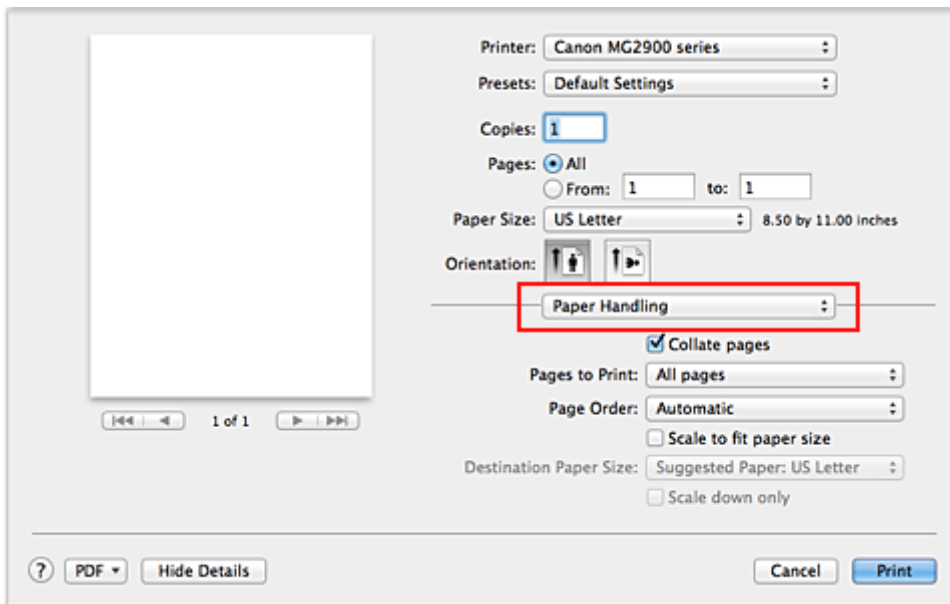 Printer: Canon MG2900 series
Presets: Default Settings
Copies: 1
Pages: All
From: 1 to: 1
Paper Size: US Letter 8.50 by 11.00 inches
Orientation:
Paper Handling
Collate pages
Pages to Print: All pages
Page Order: Automatic
1 of 1
Scale to fit paper size
Destination Paper Size: Suggested Paper: US Letter
Scale down only
? PDF Hide Details Cancel Print